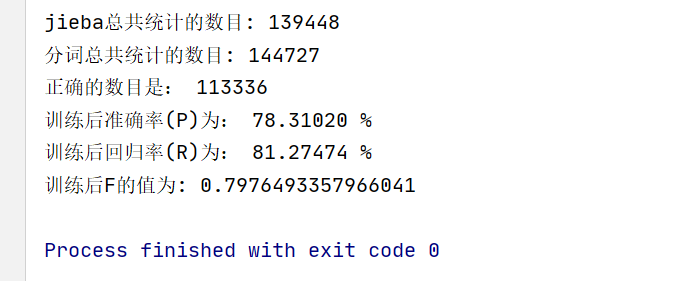 jieba总共统计的数目: 139448
分词总共统计的数目: 144727
正确的数目是： 113336
训练后准确率(P)为： 78.31020 %
训练后回归率(R)为： 81.27474 %
训练后F的值为: 0.7976493357966041
Process finished with exit code 0